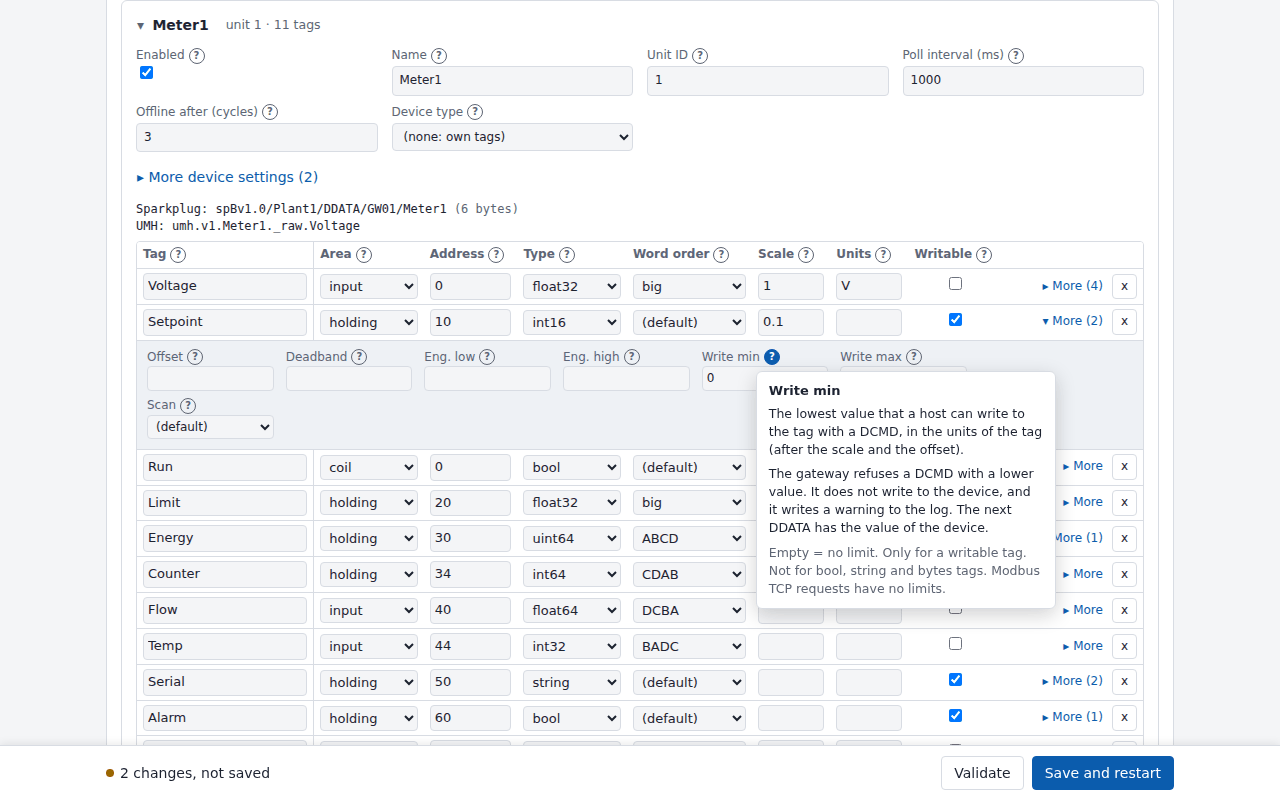 ▾ Meter1 unit 1 · 11 tags
Enabled ? Name ? Unit ID ? Poll interval (ms) ?
Meter1 1 1000
Offline after (cycles) ? Device type ?
3 (none: own tags)
▸ More device settings (2)
Sparkplug: spBv1.0/Plant1/DDATA/GW01/Meter1 (6 bytes)
UMH: umh.v1.Meter1._raw.Voltage
Tag ? Area ? Address ? Type ? Word order ? Scale ? Units ? Writable ?
Voltage input 0 float32 big 1 V ▸ More (4) x
Setpoint holding 10 int16 (default) 0.1 ▾ More (2) x
Offset ? Deadband ? Eng. low ? Eng. high ? Write min ? Write max ?
0
Scan ?
(default)
Write min
The lowest value that a host can write to
the tag with a DCMD, in the units of the tag
(after the scale and the offset).
The gateway refuses a DCMD with a lower
value. It does not write to the device, and
it writes a warning to the log. The next
DDATA has the value of the device.
Empty = no limit. Only for a writable tag.
Not for bool, string and bytes tags. Modbus
TCP requests have no limits.
Run coil 0 bool (default) ▸ More x
Limit holding 20 float32 big ▸ More x
Energy holding 30 uint64 ABCD More (1) x
Counter holding 34 int64 CDAB ▸ More x
Flow input 40 float64 DCBA ▸ More x
Temp input 44 int32 BADC ▸ More x
Serial holding 50 string (default) ▸ More (2) x
Alarm holding 60 bool (default) ▸ More (1) x
2 changes, not saved Validate Save and restart